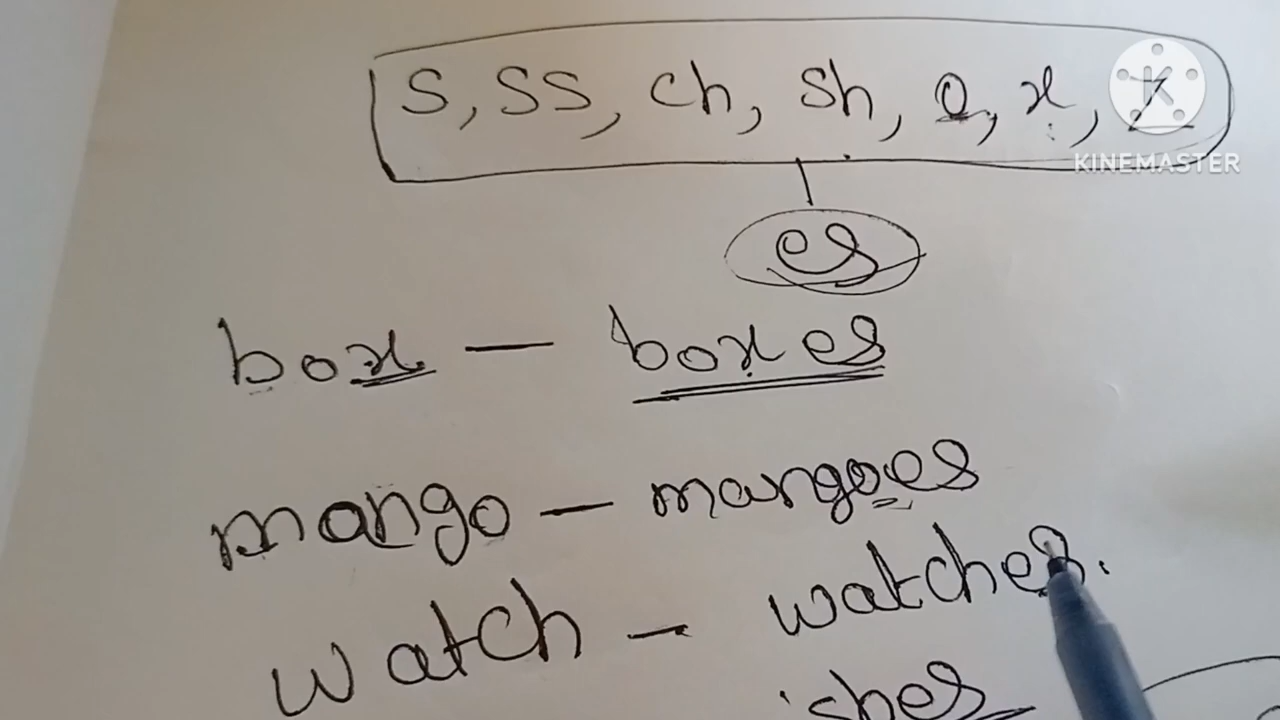 S, SS, Ch, Sh, O, x, Z
KINEMASTER
es
box — boxes
mango — mangoes
watch — watches.